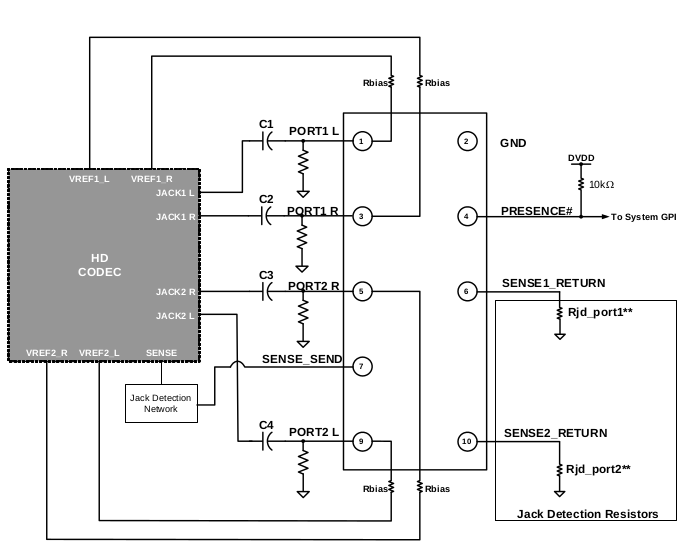 Rbias
Rbias
C1
PORT1 L
1
2
GND
DVDD
10kΩ
VREF1_L
VREF1_R
JACK1 L
C2
PORT1 R
JACK1 R
3
4
PRESENCE#
To System GPI
HD
CODEC
C3
PORT2 R
JACK2 R
5
6
SENSE1_RETURN
JACK2 L
Rjd_port1**
VREF2_R
VREF2_L
SENSE
SENSE_SEND
7
Jack Detection
Network
C4
PORT2 L
9
10
SENSE2_RETURN
Rjd_port2**
Rbias
Rbias
Jack Detection Resistors